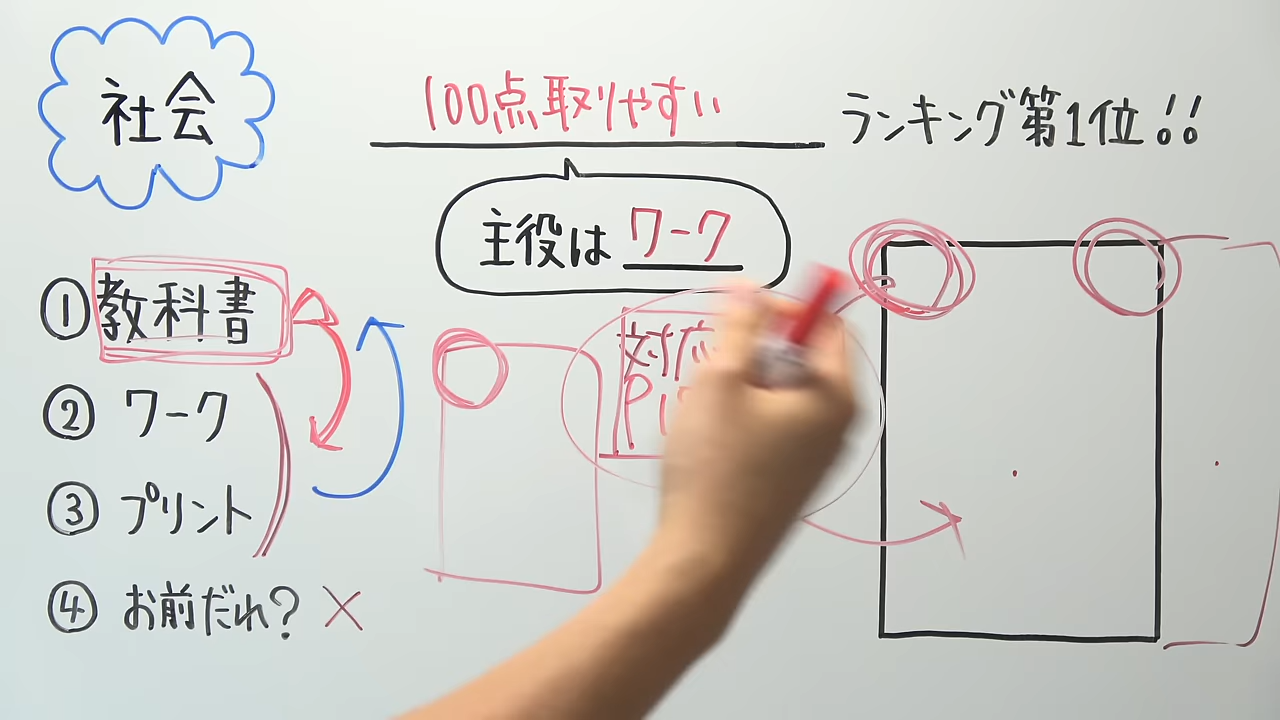 社会
100点取りやすい ランキング第1位!!
主役は ワーク
① 教科書
② ワーク
③ プリント
④ お前だれ? ×
対応